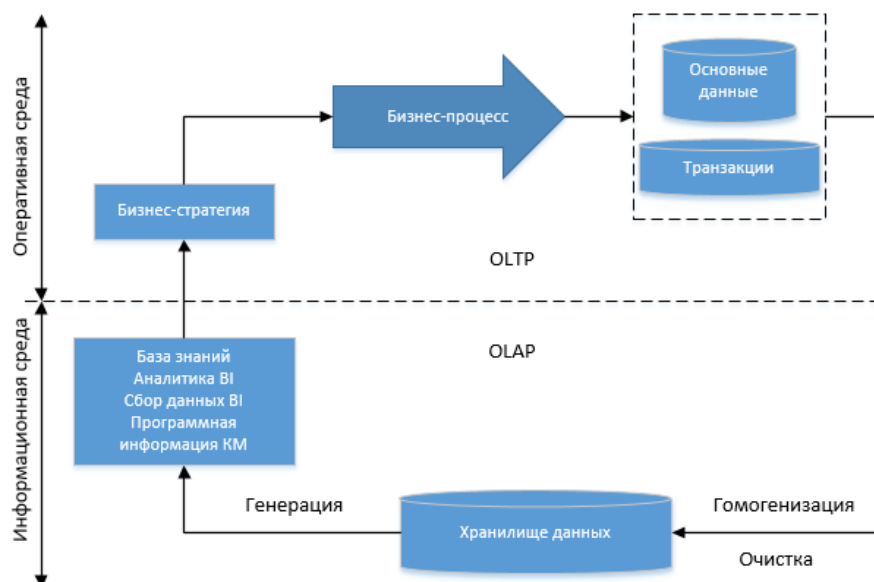 Оперативная среда
Бизнес-процесс
Основные
данные
Транзакции
Бизнес-стратегия
OLTP
Информационная среда
OLAP
База знаний
Аналитика BI
Сбор данных BI
Программная
информация КМ
Генерация
Хранилище данных
Гомогенизация
Очистка